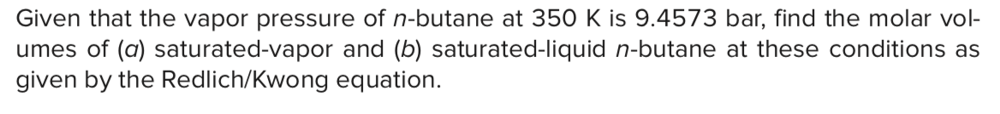 Given that the vapor pressure of n-butane at 350 K is 9.4573 bar, find the molar vol-
umes of (a) saturated-vapor and (b) saturated-liquid n-butane at these conditions as
given by the Redlich/Kwong equation.